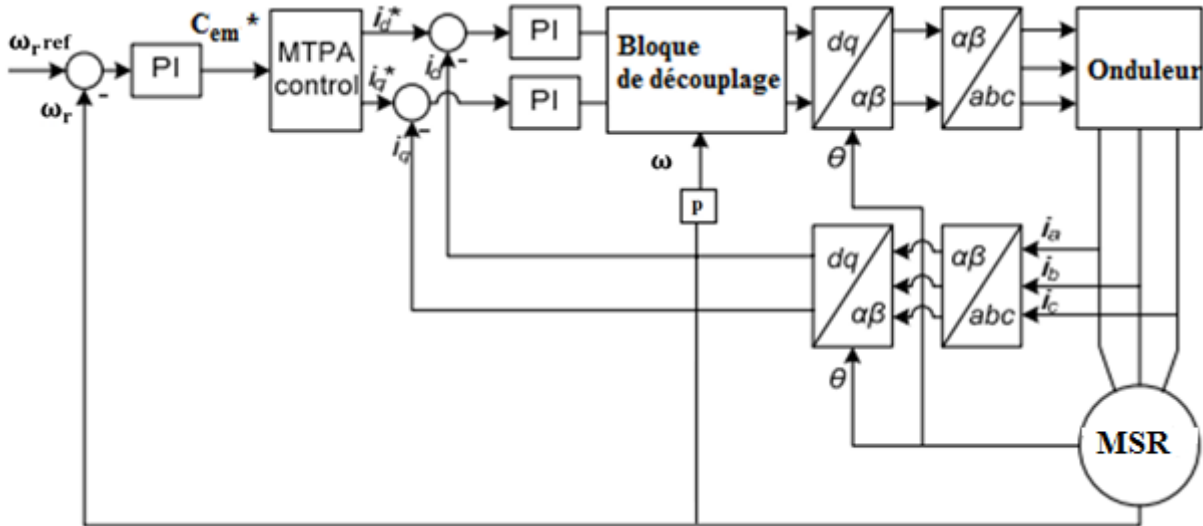 ωr ref
ωr
-
PI
Cem *
MTPA
control
id*
iq*
id
-
iq
-
PI
PI
Bloque
de découplage
ω
p
dq
αβ
θ
αβ
abc
Onduleur
dq
αβ
θ
αβ
abc
ia
ib
ic
MSR